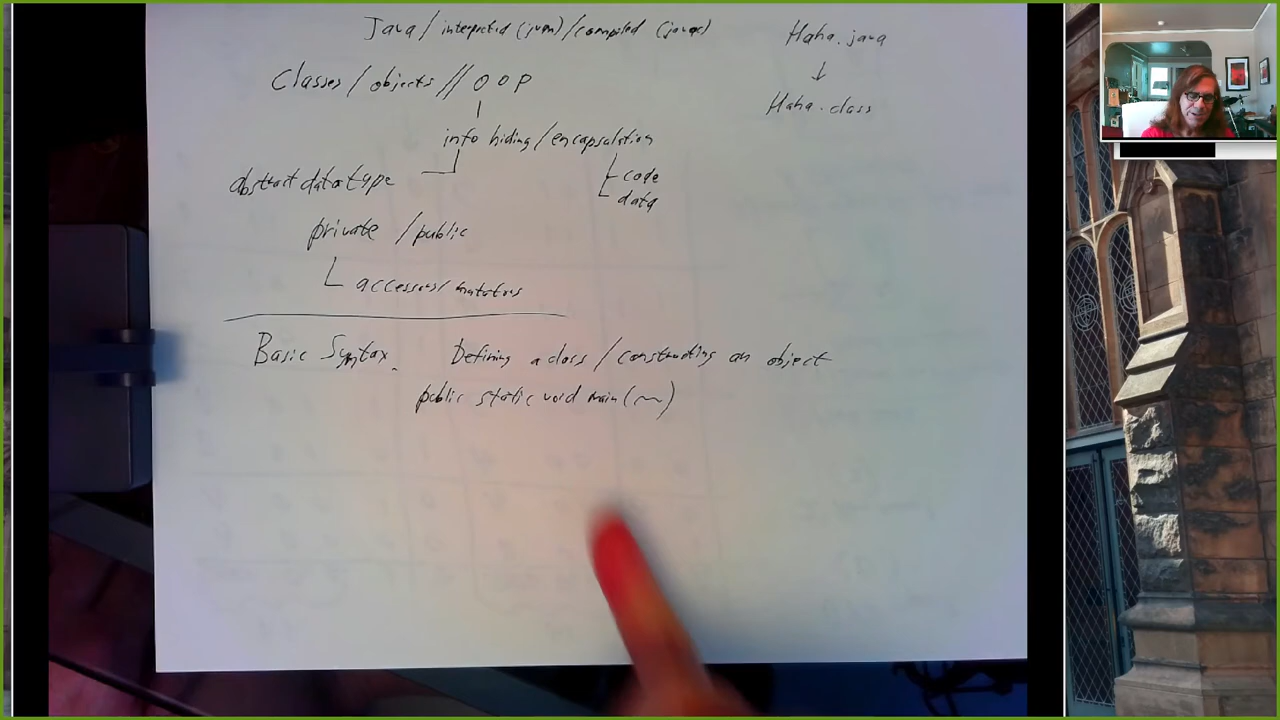 Java / interpreted (jvm) / compiled (javac)
Haha.java
↓
Haha.class
Classes / objects // OOP
info hiding / encapsulation
code
data
abstract data type
private / public
accessors / mutators
Basic Syntax. Defining a class / constructing an object
public static void main (~)